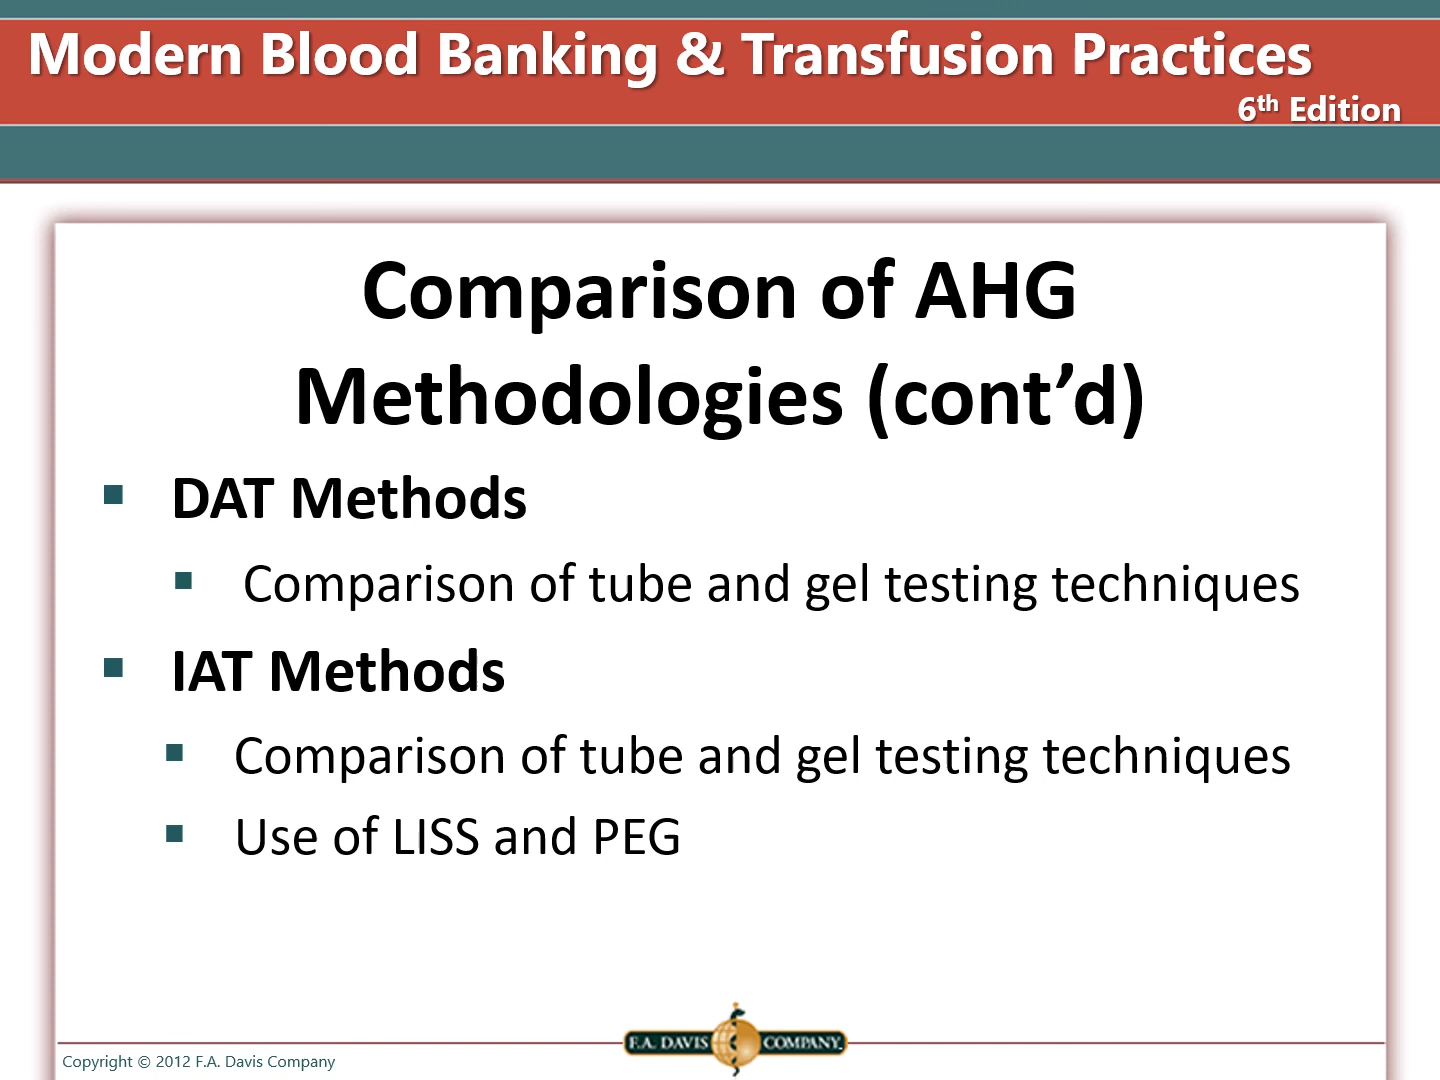 Modern Blood Banking & Transfusion Practices
6th Edition
Comparison of AHG
Methodologies (cont’d)
DAT Methods
Comparison of tube and gel testing techniques
IAT Methods
Comparison of tube and gel testing techniques
Use of LISS and PEG
F.A. DAVIS COMPANY
Copyright © 2012 F.A. Davis Company